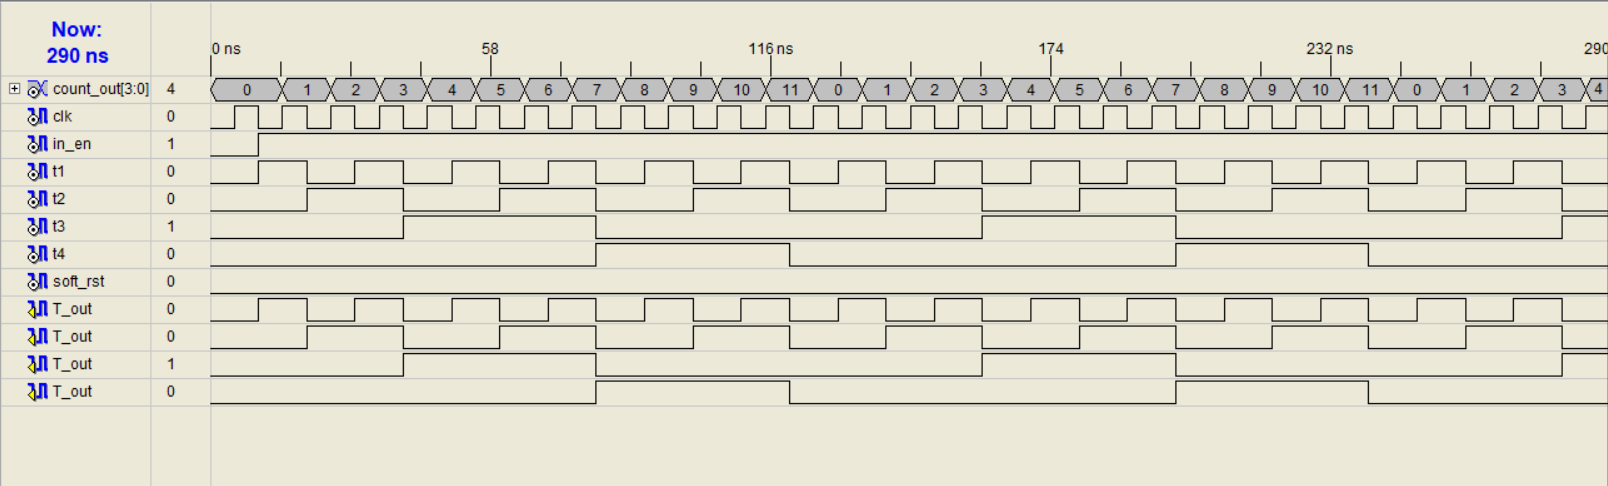 Now:
290 ns
0 ns 58 116 ns 174 232 ns 290
count_out[3:0] 4 0 1 2 3 4 5 6 7 8 9 10 11 0 1 2 3 4 5 6 7 8 9 10 11 0 1 2 3 4
clk 0
in_en 1
t1 0
t2 0
t3 1
t4 0
soft_rst 0
T_out 0
T_out 0
T_out 1
T_out 0